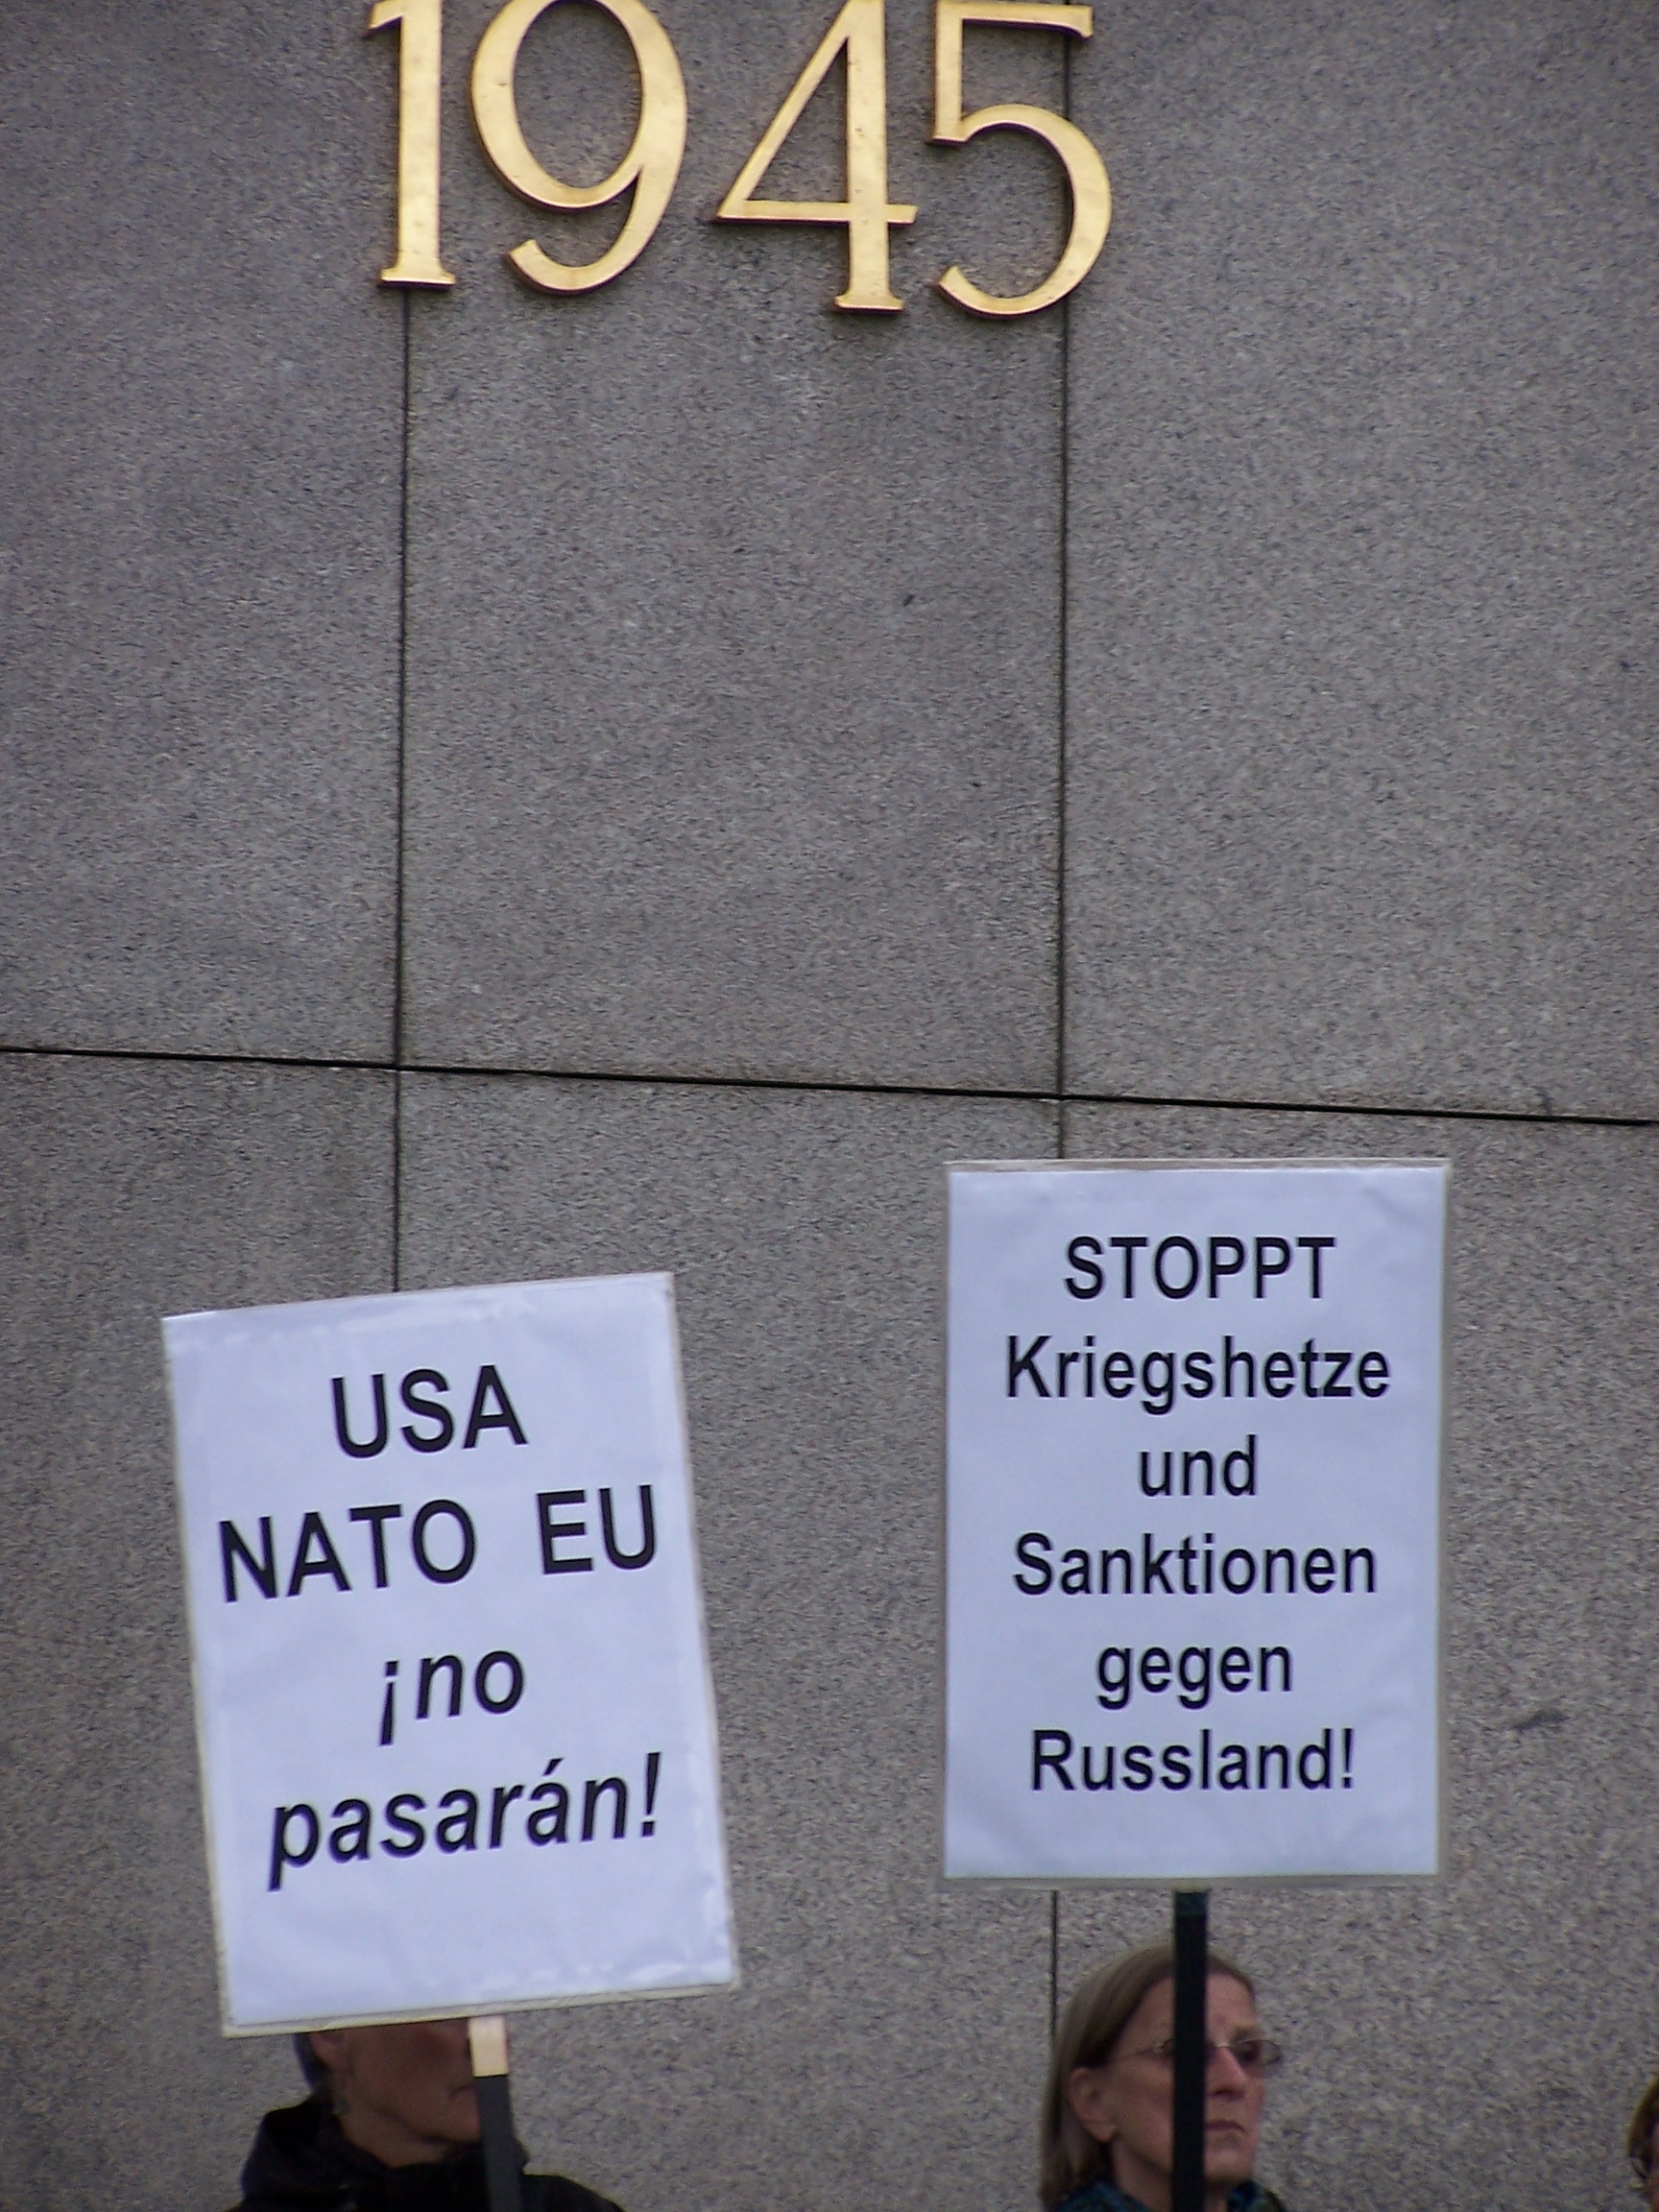 1945
USA
NATO EU
¡no
pasarán!
STOPPT
Kriegshetze
und
Sanktionen
gegen
Russland!